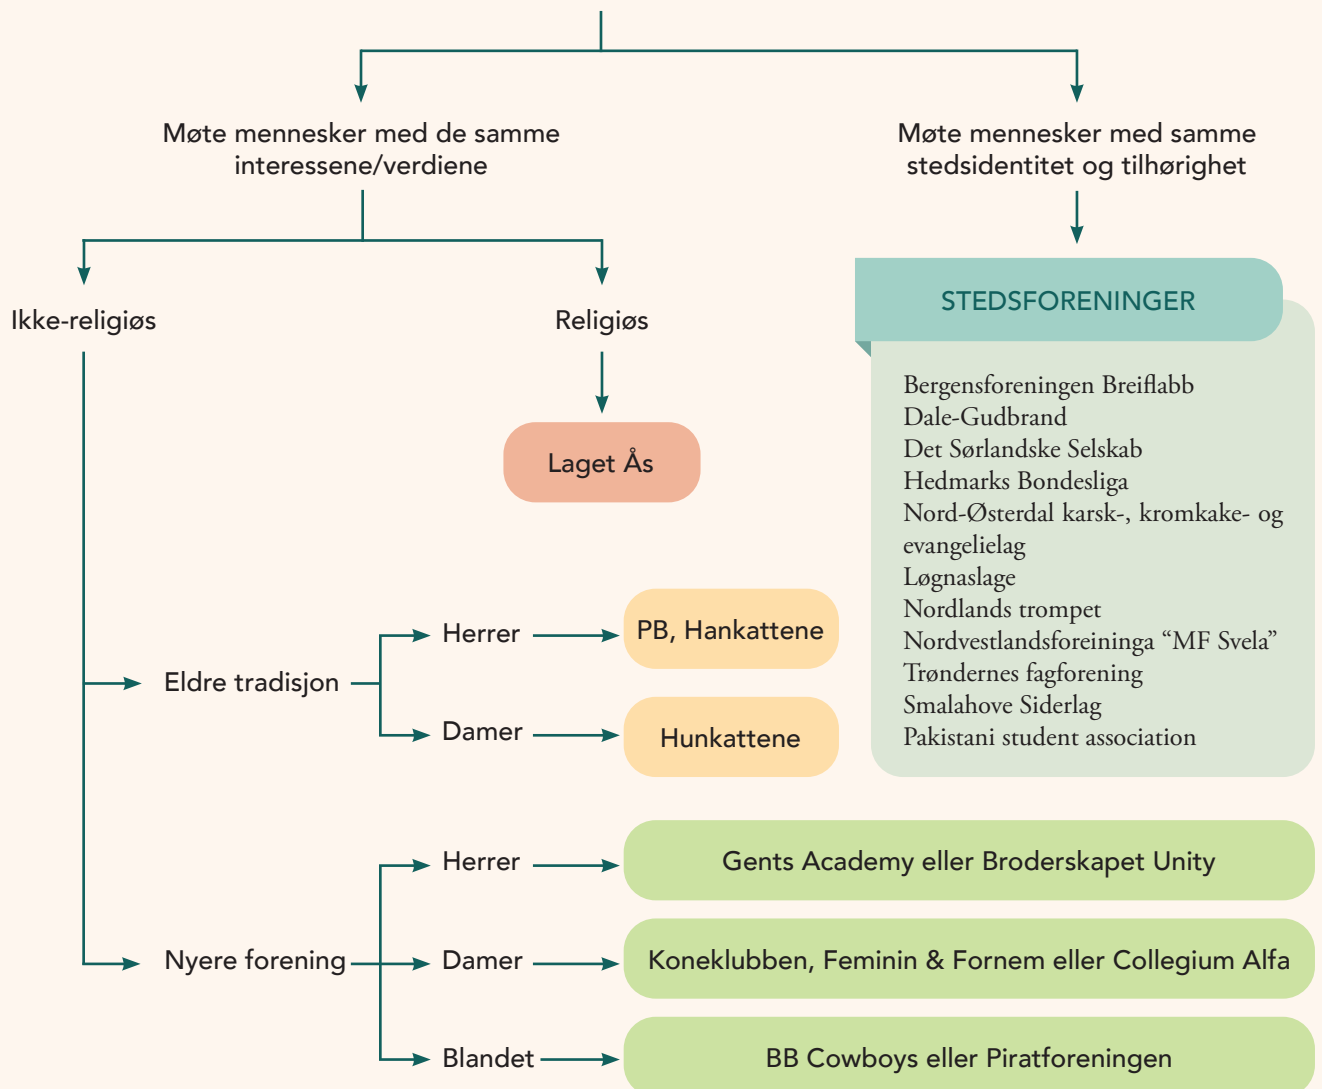 Møte mennesker med de samme
interessene/verdiene
Møte mennesker med samme
stedsidentitet og tilhørighet
Ikke-religiøs
Religiøs
Laget Ås
STEDSFORENINGER
Bergensforeningen Breiflabb
Dale-Gudbrand
Det Sørlandske Selskab
Hedmarks Bondesliga
Nord-Østerdal karsk-, kromkake- og
evangelielag
Løgnaslage
Nordlands trompet
Nordvestlandsforeininga “MF Svela”
Trøndernes fagforening
Smalahove Siderlag
Pakistani student association
Eldre tradisjon
Herrer
PB, Hankattene
Damer
Hunkattene
Nyere forening
Herrer
Gents Academy eller Broderskapet Unity
Damer
Koneklubben, Feminin & Fornem eller Collegium Alfa
Blandet
BB Cowboys eller Piratforeningen